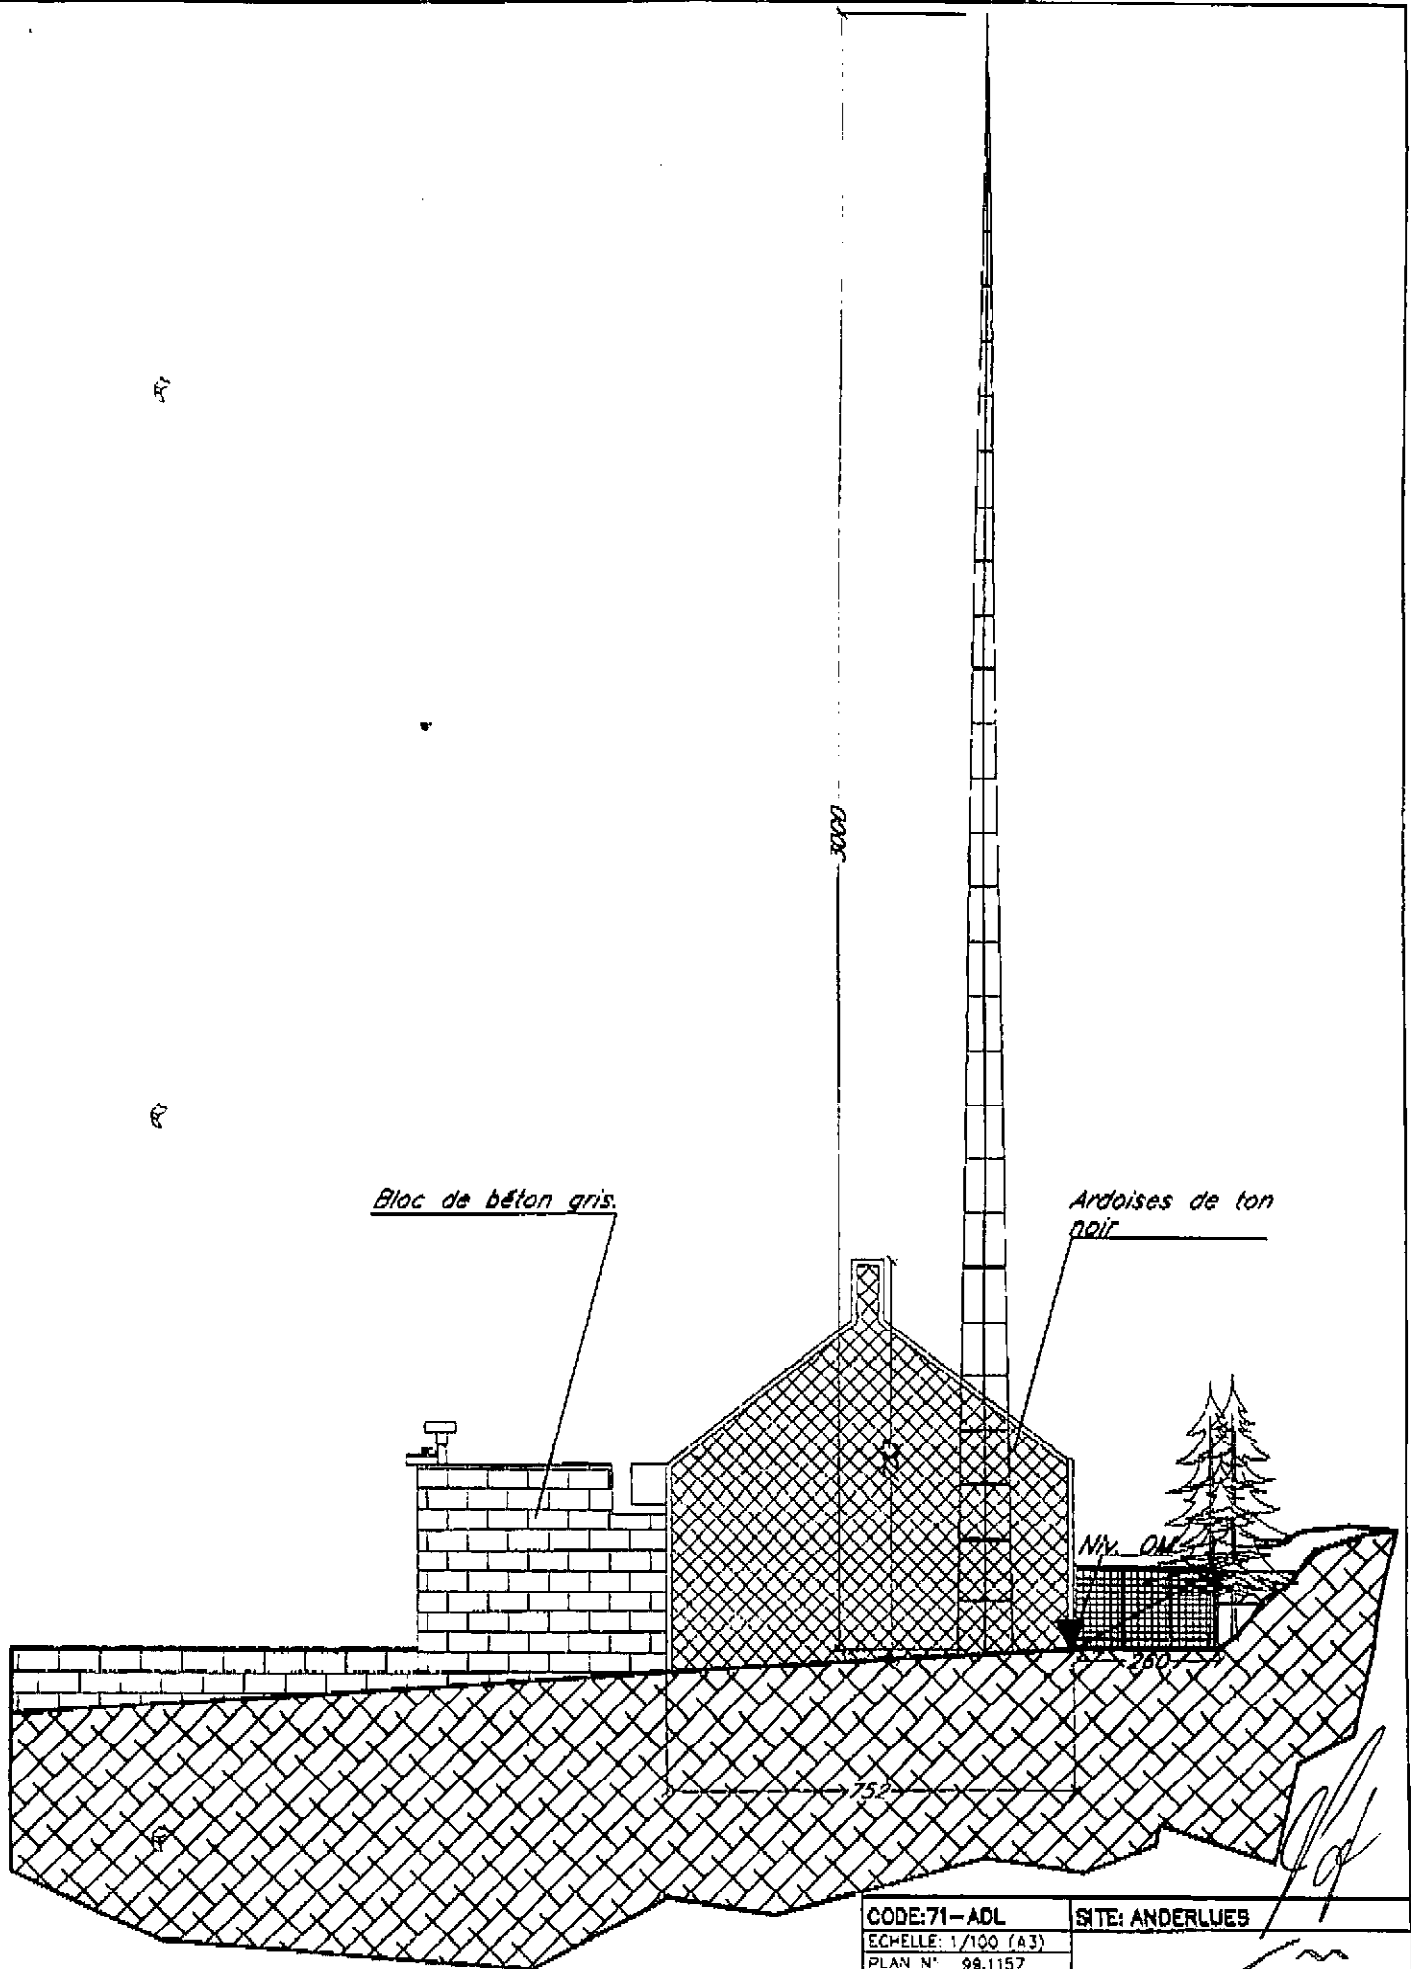 3000
Bloc de béton gris.
Ardoises de ton
noir
Niv. OM
260
752
CODE:71-ADL
SITE: ANDERLUES
ECHELLE: 1/100 (A3)
PLAN N° 99.1157